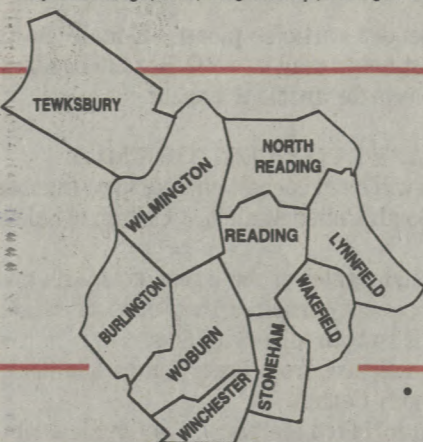 TEWKSBURY
WILMINGTON
NORTH
READING
READING
LYNNFIELD
BURLINGTON
WAKEFIELD
WOBURN
STONEHAM
WINCHESTER